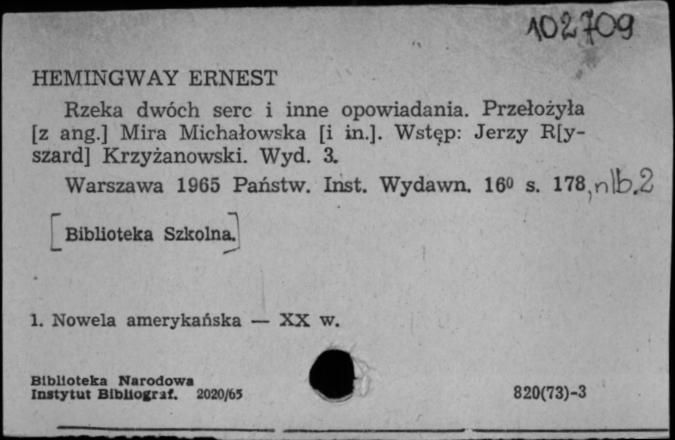 102709
HEMINGWAY ERNEST
Rzeka dwóch serc i inne opowiadania. Przełożyła
[z ang.] Mira Michałowska [i in.]. Wstęp: Jerzy R[y-
szard] Krzyżanowski. Wyd. 3.
Warszawa 1965 Państw. Inst. Wydawn. 16⁰ s. 178, nlb. 2
[Biblioteka Szkolna.]
1. Nowela amerykańska — XX w.
Biblioteka Narodowa
Instytut Bibliograf. 2020/65
820(73)-3